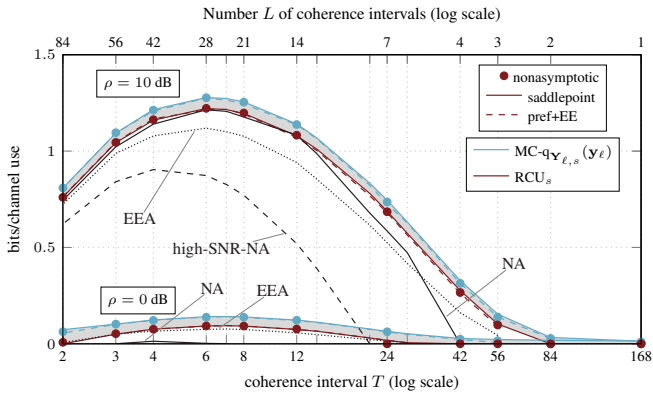 Number L of coherence intervals (log scale)
84 56 42 28 21 14 7 4 3 2 1
1.5
ρ = 10 dB
nonasymptotic
saddlepoint
pref+EE
MC-q_{Y_{ℓ,s}}(y_ℓ)
RCU_s
1
bits/channel use
EEA
high-SNR-NA
0.5
NA
ρ = 0 dB
NA
EEA
0
2 3 4 6 8 12 24 42 56 84 168
coherence interval T (log scale)